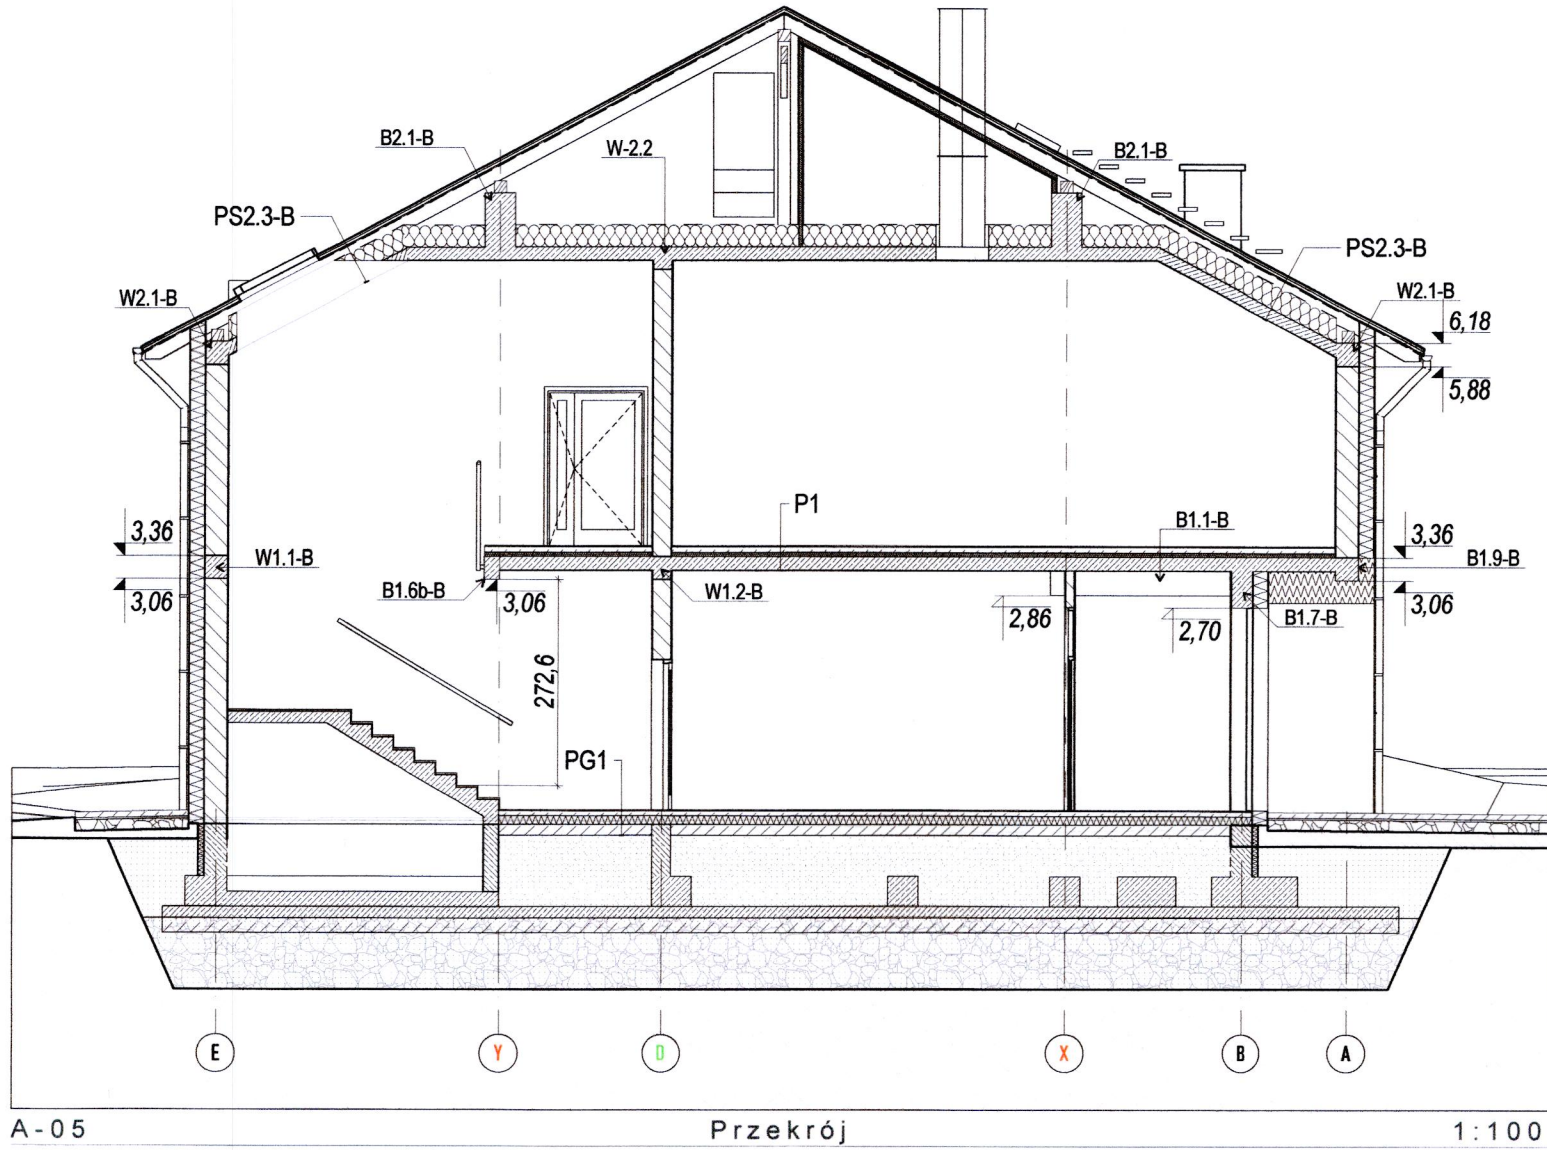 B2.1-B
W-2.2
B2.1-B
PS2.3-B
PS2.3-B
W2.1-B
W2.1-B
6,18
5,88
P1
B1.1-B
3,36
W1.1-B
3,06
B1.6b-B
3,06
W1.2-B
2,86
2,70
B1.7-B
3,36
B1.9-B
3,06
272,6
PG1
E
Y
D
X
B
A
A-05
Przekrój
1:100